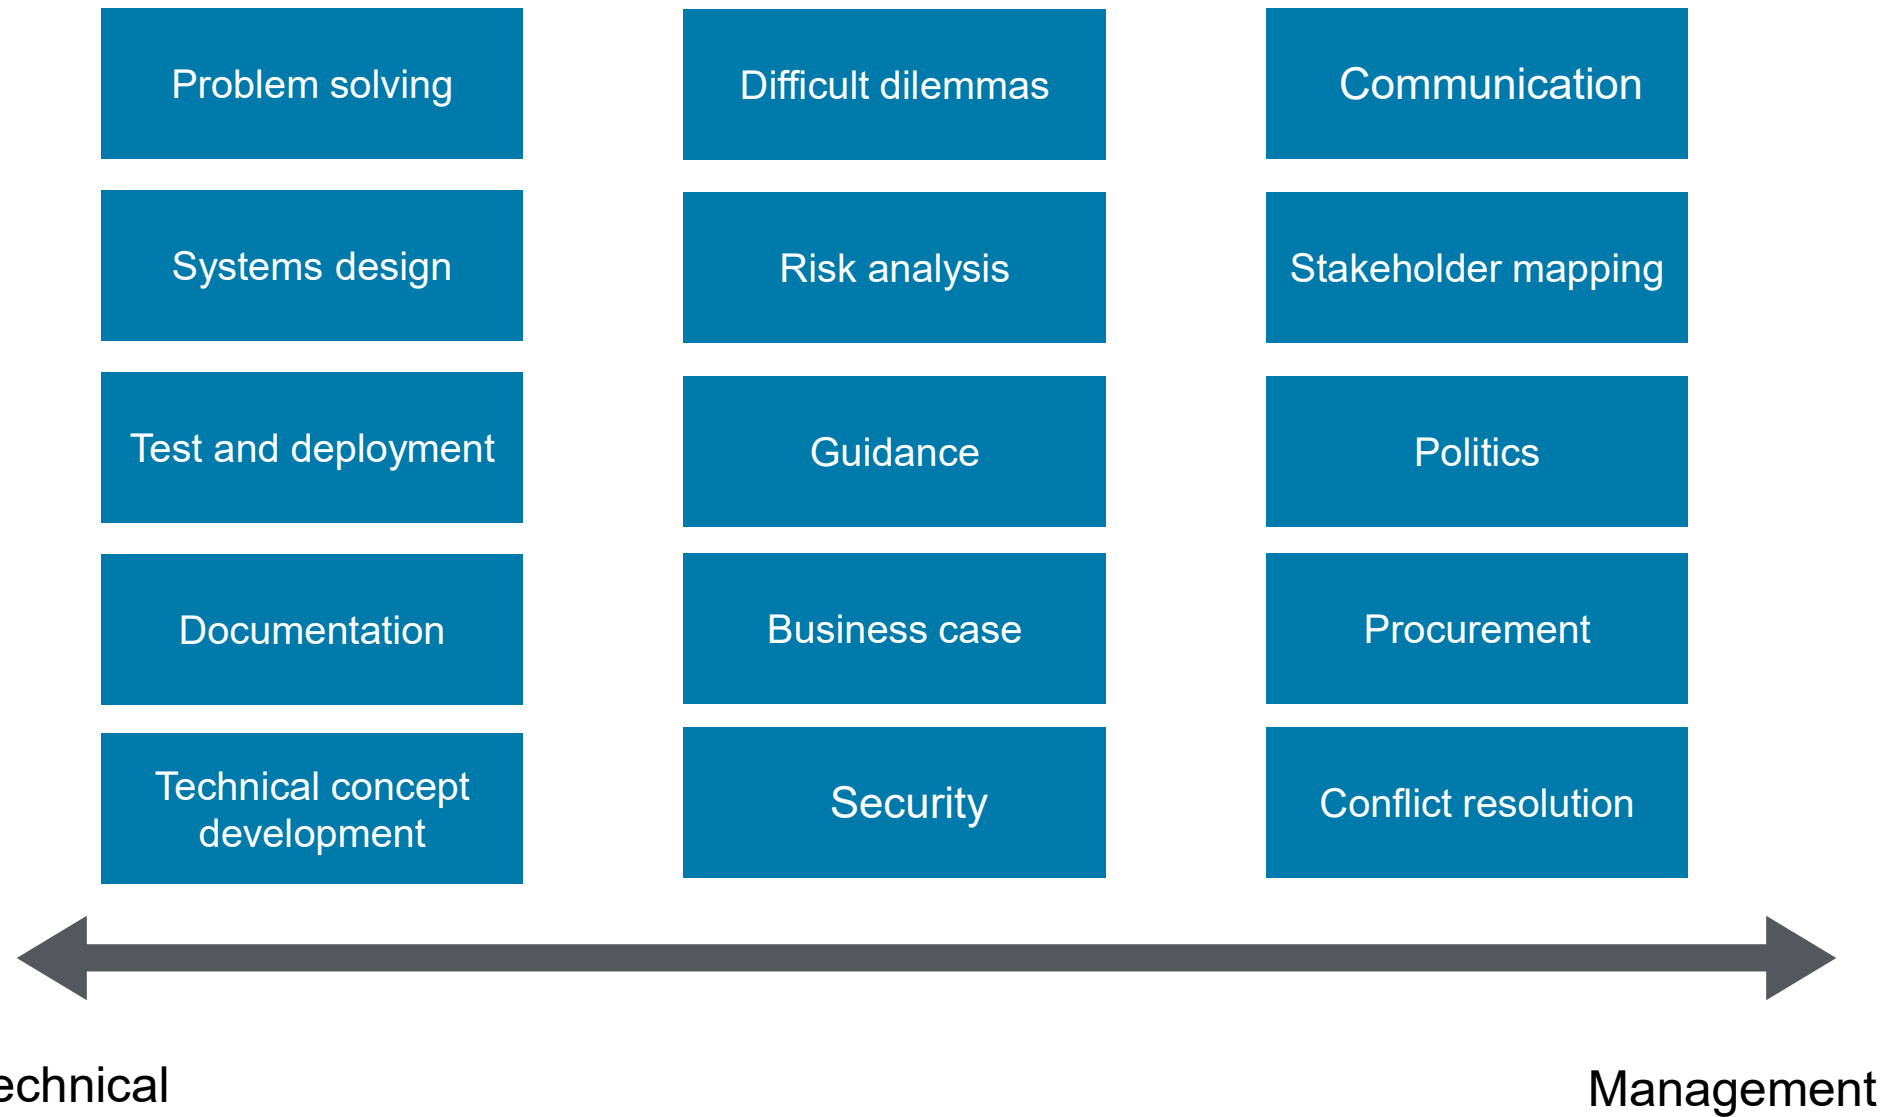 Problem solving
Difficult dilemmas
Communication
Systems design
Risk analysis
Stakeholder mapping
Test and deployment
Guidance
Politics
Documentation
Business case
Procurement
Technical concept
development
Security
Conflict resolution
echnical
Management